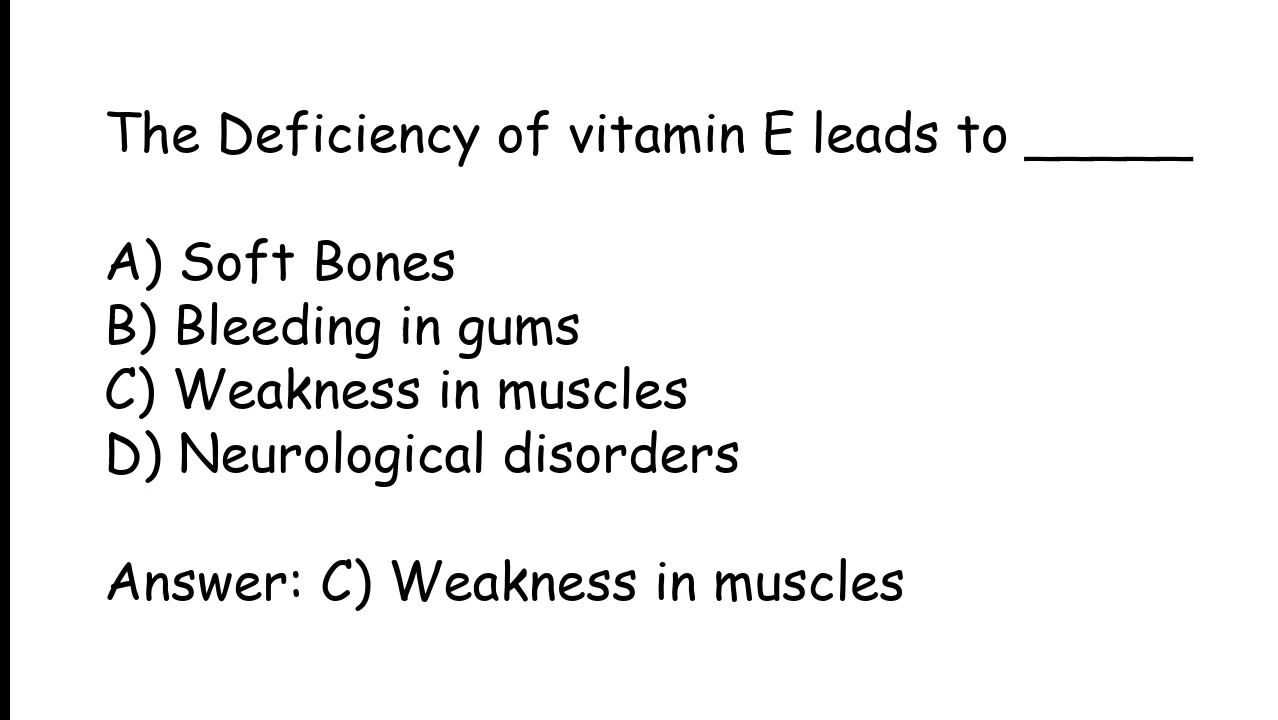 The Deficiency of vitamin E leads to _____
A) Soft Bones
B) Bleeding in gums
C) Weakness in muscles
D) Neurological disorders
Answer: C) Weakness in muscles